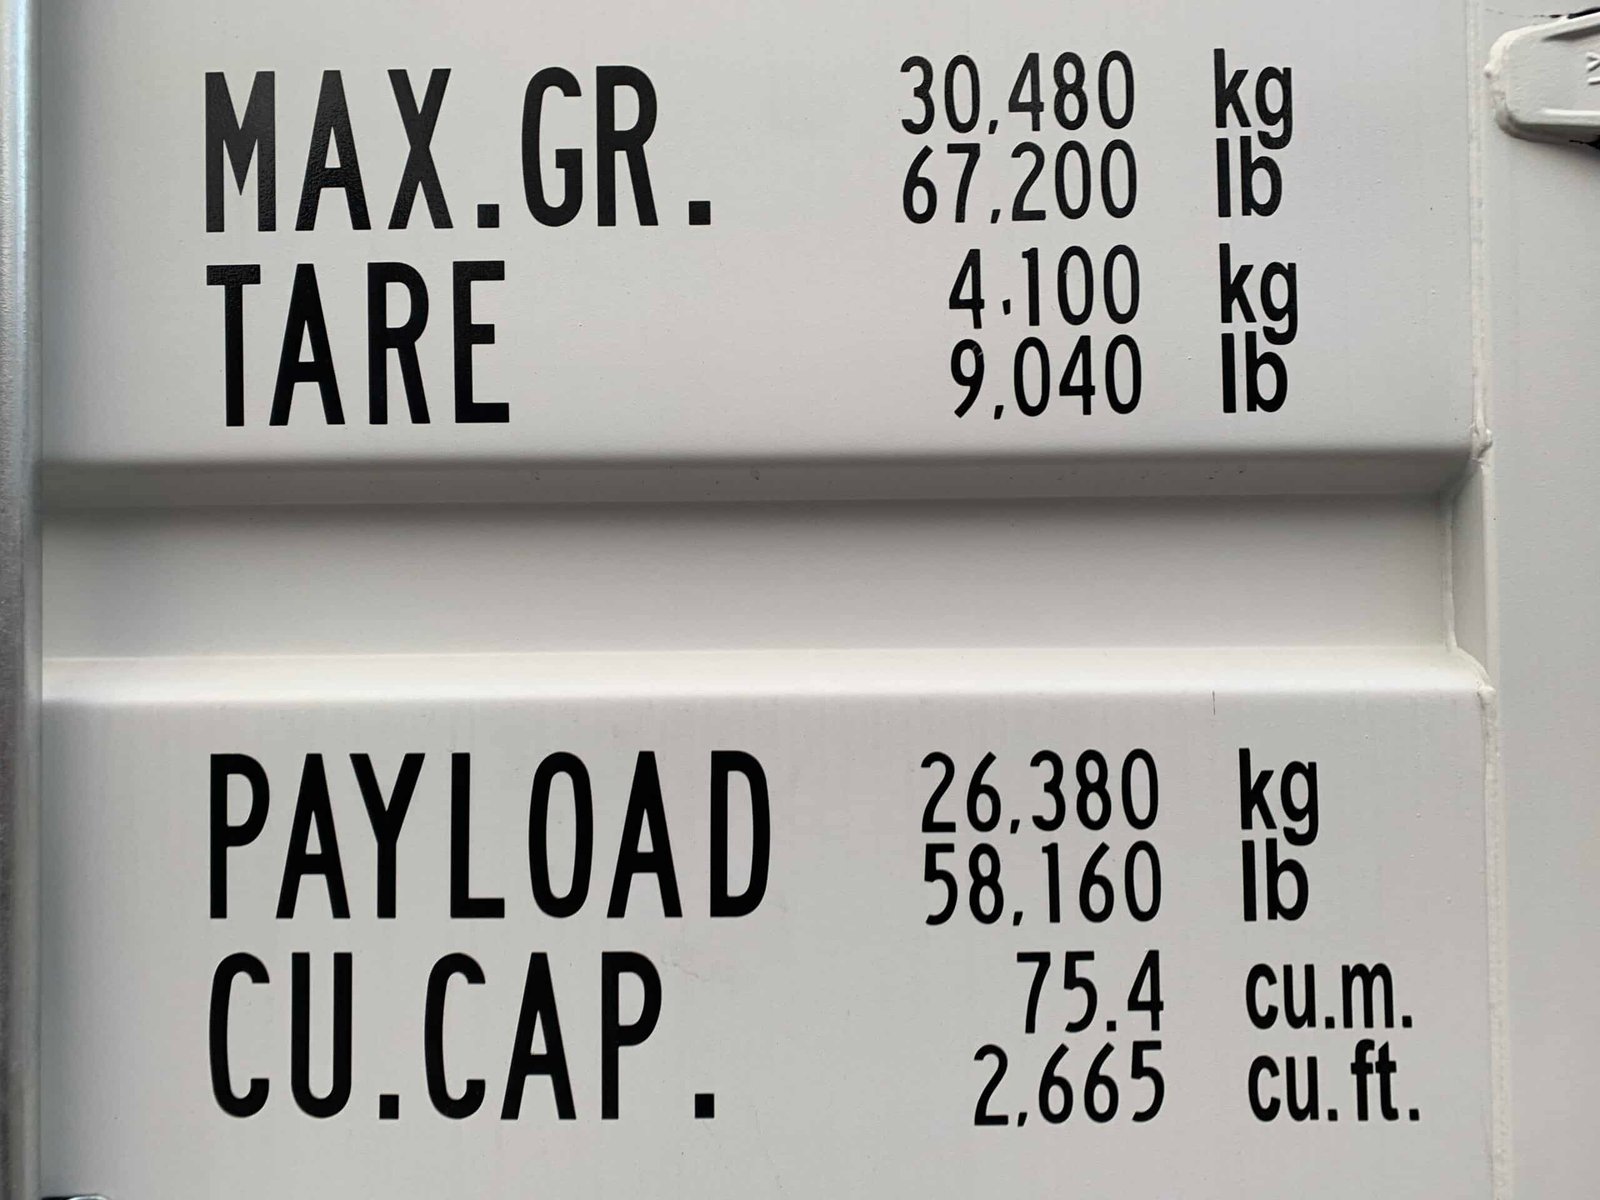 MAX.GR. 30,480 kg
67,200 lb
TARE 4,100 kg
9,040 lb
PAYLOAD 26,380 kg
58,160 lb
CU.CAP. 75.4 cu.m.
2,665 cu.ft.